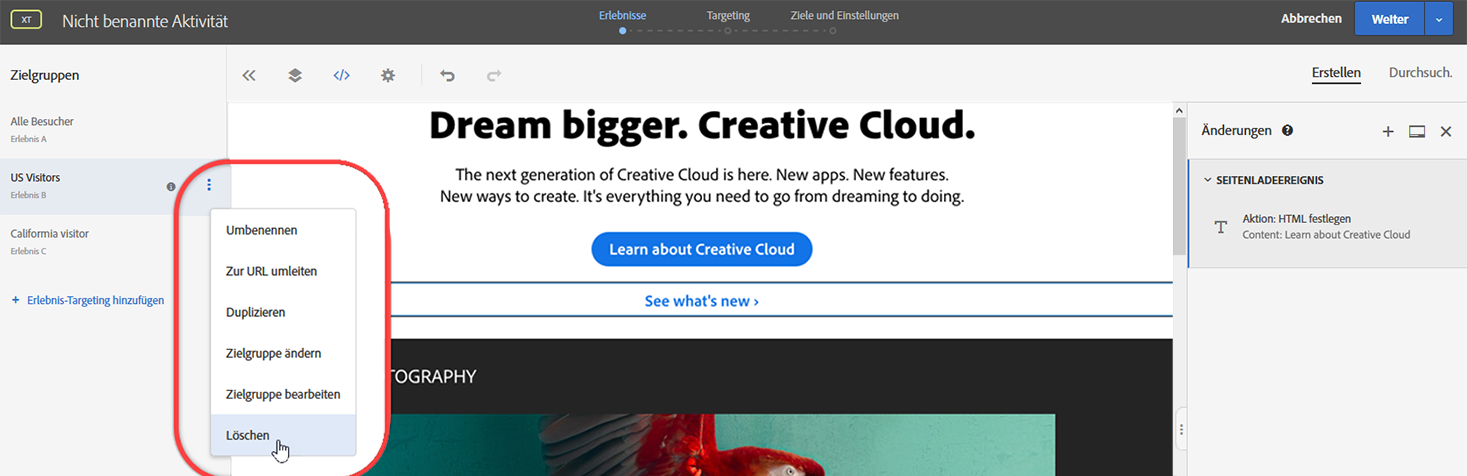 XT
Nicht benannte Aktivität
Erlebnisse
Targeting
Ziele und Einstellungen
Abbrechen
Weiter
Zielgruppen
</>
Erstellen
Durchsuch.
Alle Besucher
Erlebnis A
US Visitors
Erlebnis B
California visitor
Erlebnis C
+ Erlebnis-Targeting hinzufügen
Umbenennen
Zur URL umleiten
Duplizieren
Zielgruppe ändern
Zielgruppe bearbeiten
Löschen
Dream bigger. Creative Cloud.
The next generation of Creative Cloud is here. New apps. New features.
New ways to create. It's everything you need to go from dreaming to doing.
Learn about Creative Cloud
See what's new ›
TOGRAPHY
Änderungen
SEITENLADEEREIGNIS
Aktion: HTML festlegen
Content: Learn about Creative Cloud